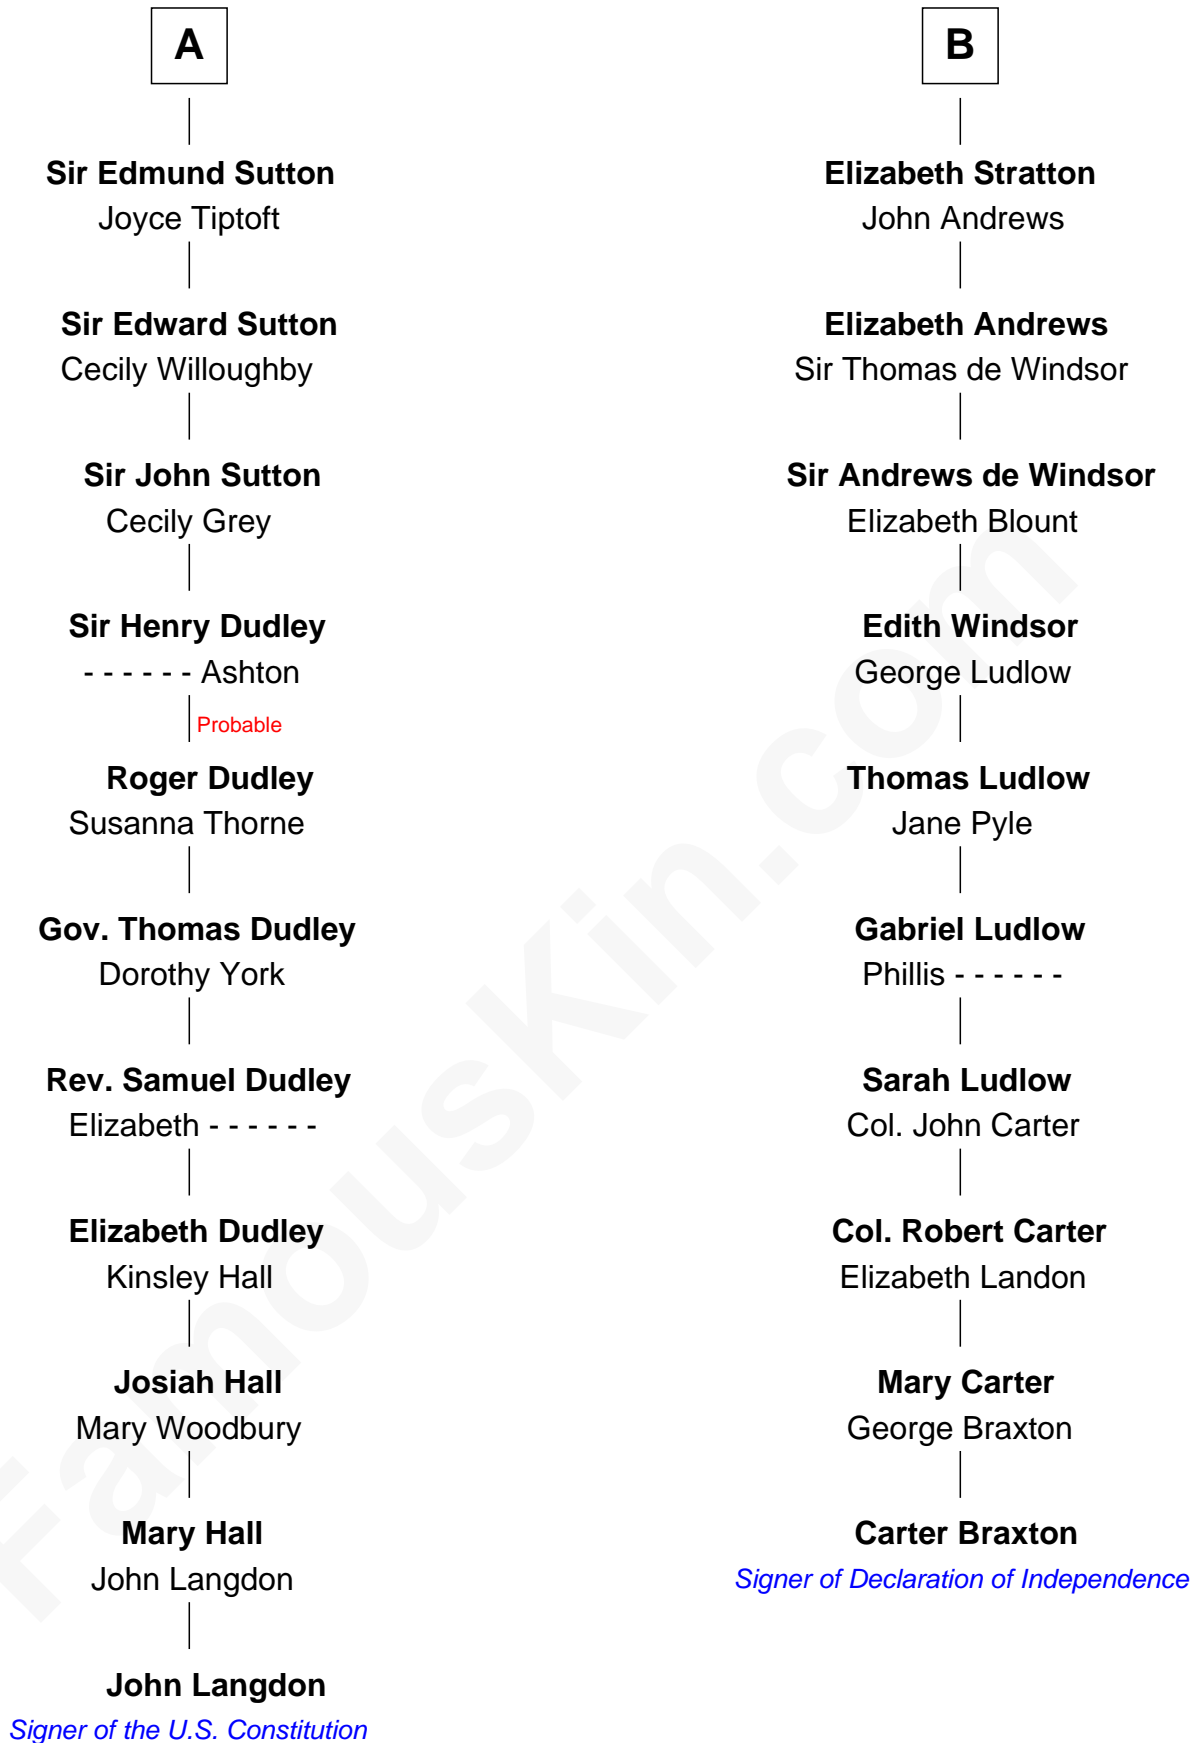 A
Sir Edmund Sutton
Joyce Tiptoft
Sir Edward Sutton
Cecily Willoughby
Sir John Sutton
Cecily Grey
Sir Henry Dudley
- - - - - - Ashton
Probable
Roger Dudley
Susanna Thorne
Gov. Thomas Dudley
Dorothy York
Rev. Samuel Dudley
Elizabeth - - - - - -
Elizabeth Dudley
Kinsley Hall
Josiah Hall
Mary Woodbury
Mary Hall
John Langdon
John Langdon
Signer of the U.S. Constitution
B
Elizabeth Stratton
John Andrews
Elizabeth Andrews
Sir Thomas de Windsor
Sir Andrews de Windsor
Elizabeth Blount
Edith Windsor
George Ludlow
Thomas Ludlow
Jane Pyle
Gabriel Ludlow
Phillis - - - - - -
Sarah Ludlow
Col. John Carter
Col. Robert Carter
Elizabeth Landon
Mary Carter
George Braxton
Carter Braxton
Signer of Declaration of Independence
FamousKin.com